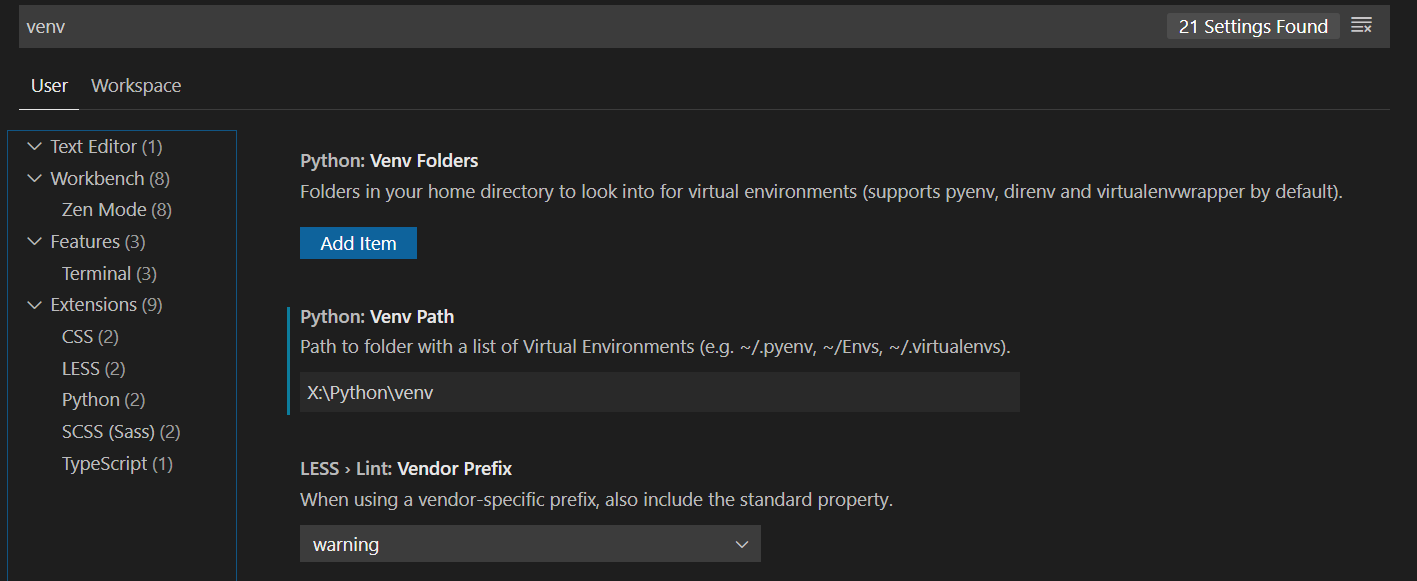 venv
21 Settings Found
User
Workspace
Text Editor (1)
Workbench (8)
Zen Mode (8)
Features (3)
Terminal (3)
Extensions (9)
CSS (2)
LESS (2)
Python (2)
SCSS (Sass) (2)
TypeScript (1)
Python: Venv Folders
Folders in your home directory to look into for virtual environments (supports pyenv, direnv and virtualenvwrapper by default).
Add Item
Python: Venv Path
Path to folder with a list of Virtual Environments (e.g. ~/.pyenv, ~/Envs, ~/.virtualenvs).
X:\Python\venv
LESS › Lint: Vendor Prefix
When using a vendor-specific prefix, also include the standard property.
warning